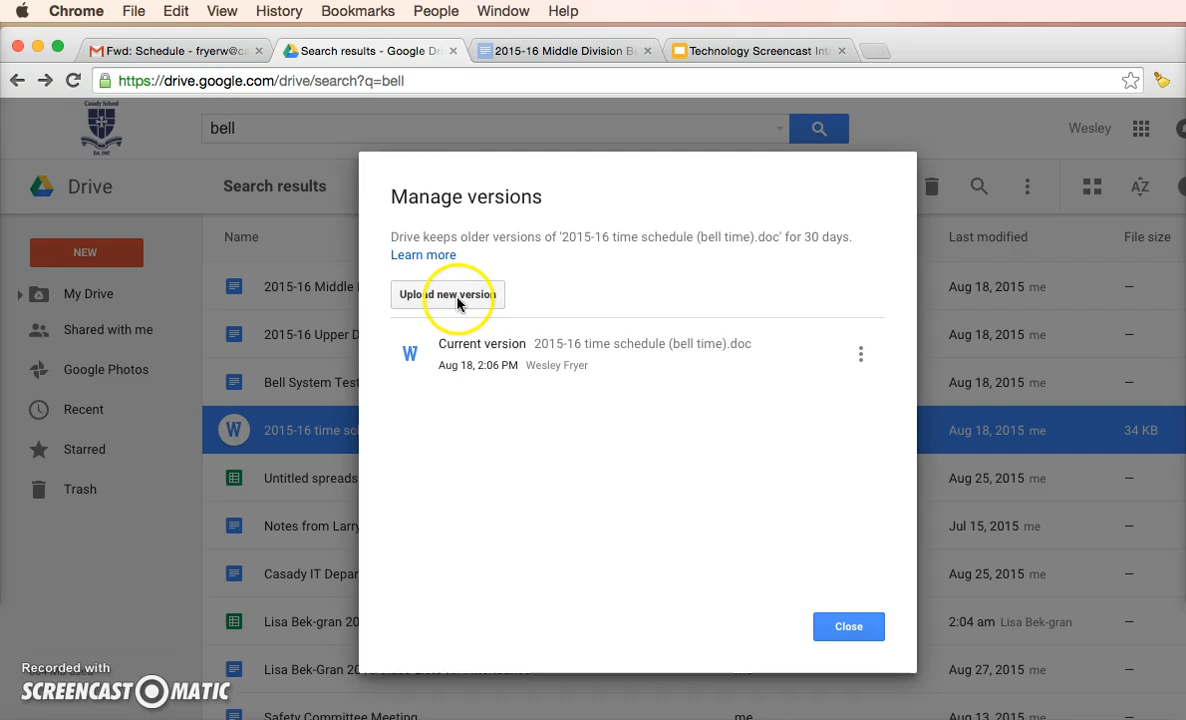 Chrome File Edit View History Bookmarks People Window Help
Fwd: Schedule - fryerw@ca
Search results - Google Dri
2015-16 Middle Division B
Technology Screencast Int
https://drive.google.com/drive/search?q=bell
Casady School
bell
Wesley
Drive
Search results
Manage versions
Drive keeps older versions of '2015-16 time schedule (bell time).doc' for 30 days.
Learn more
Upload new version
Current version 2015-16 time schedule (bell time).doc
Aug 18, 2:06 PM Wesley Fryer
Close
NEW
My Drive
Shared with me
Google Photos
Recent
Starred
Trash
Name Last modified File size
2015-16 Middle Aug 18, 2015 me —
2015-16 Upper D Aug 18, 2015 me —
Bell System Test Aug 18, 2015 me —
W 2015-16 time sch Aug 18, 2015 me 34 KB
Untitled spreads Aug 25, 2015 me —
Notes from Larry Jul 15, 2015 me —
Casady IT Depar Aug 25, 2015 me —
Lisa Bek-gran 20 2:04 am Lisa Bek-gran —
Lisa Bek-Gran 20 me Aug 27, 2015 me —
Safety Committee Meeting me Aug 13, 2015 me —
Recorded with
SCREENCAST-O-MATIC